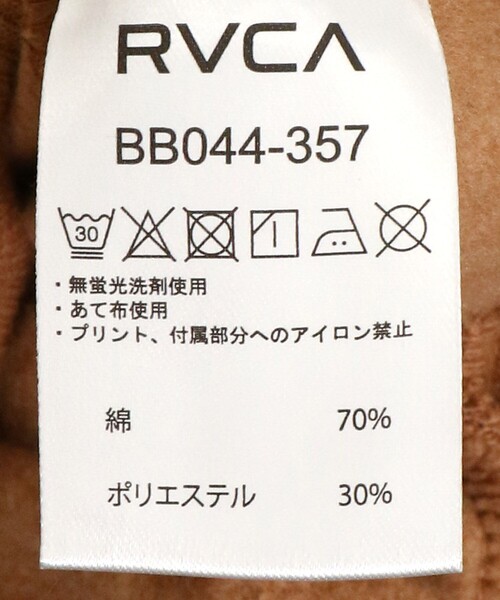 RVCA
BB044-357
30
・無蛍光洗剤使用
・あて布使用
・プリント、付属部分へのアイロン禁止
綿 70%
ポリエステル 30%